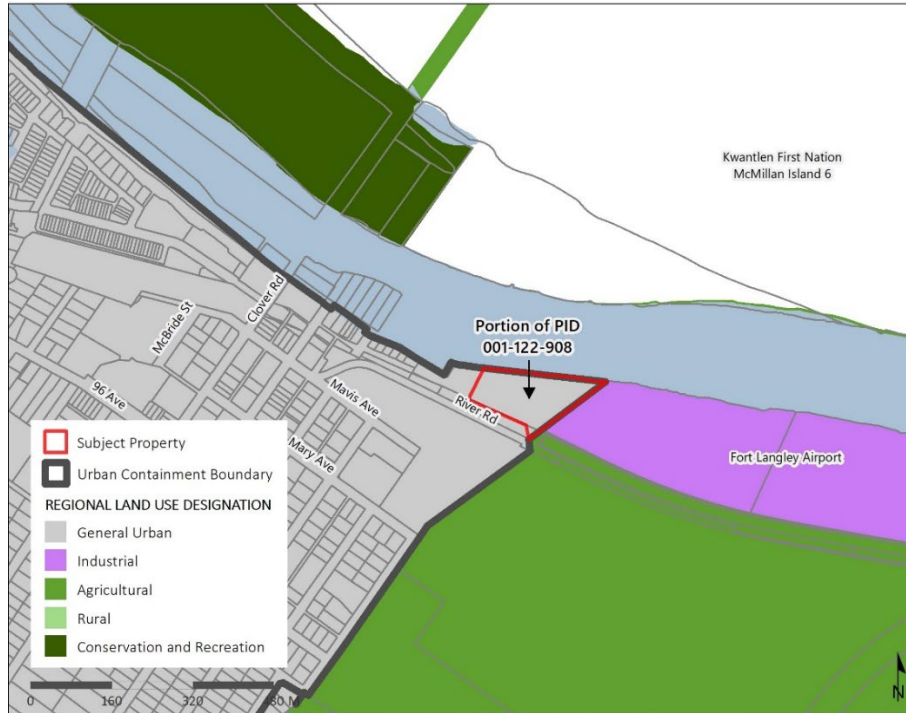 Kwantlen First Nation
McMillan Island 6
Portion of PID
001-122-908
Clover Rd
McBride St
Mavis Ave
River Rd
96 Ave
Mary Ave
Fort Langley Airport
Subject Property
Urban Containment Boundary
REGIONAL LAND USE DESIGNATION
General Urban
Industrial
Agricultural
Rural
Conservation and Recreation
0 160 320 480 M
N